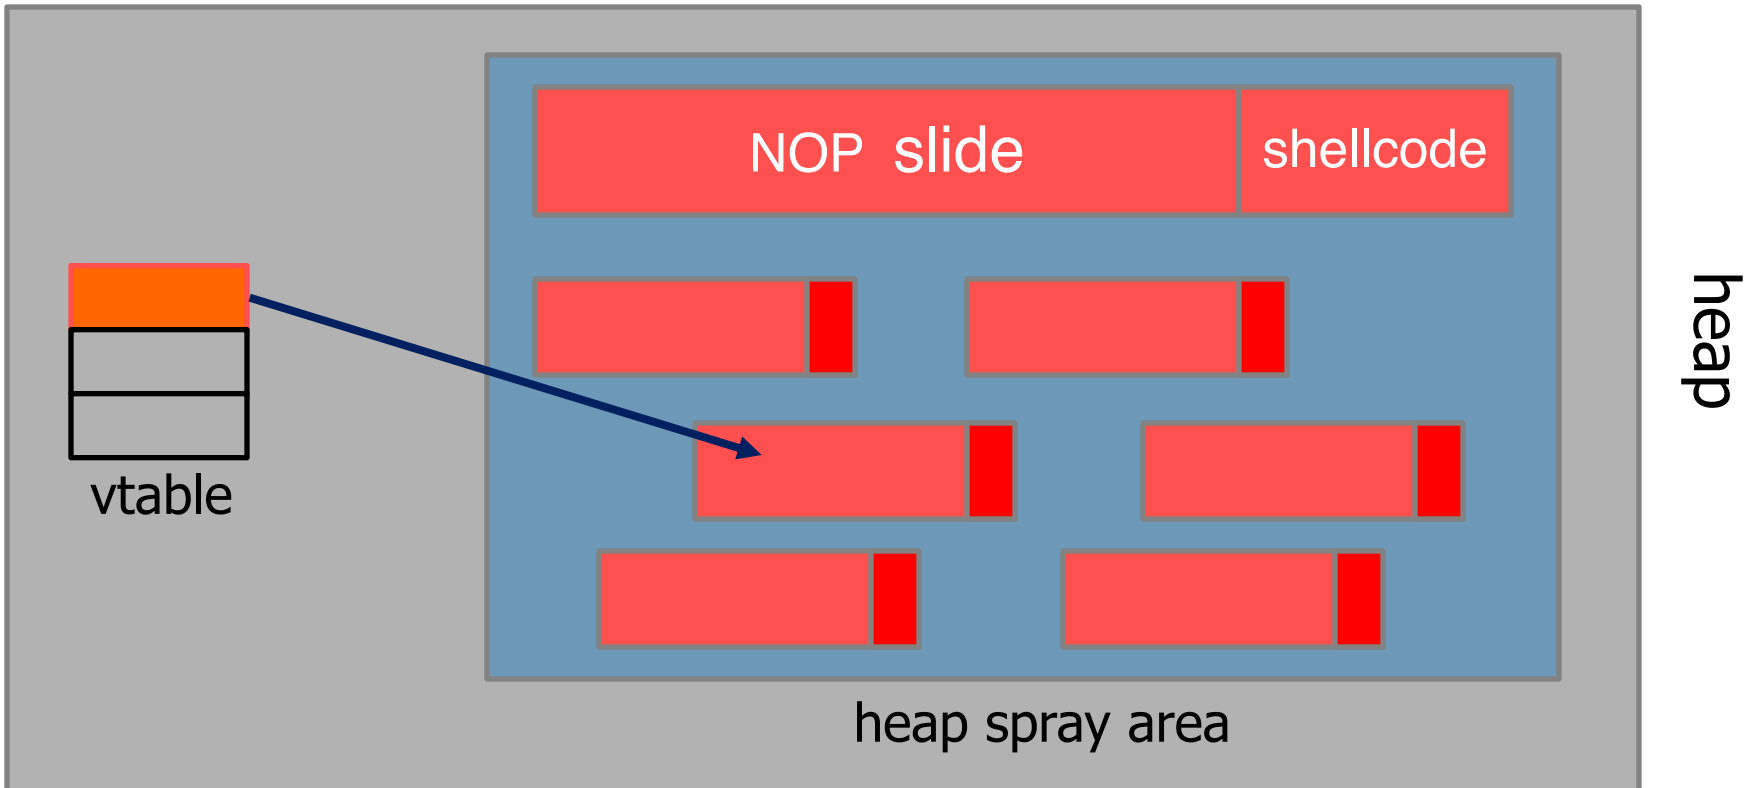 NOP slide
shellcode
vtable
heap spray area
heap